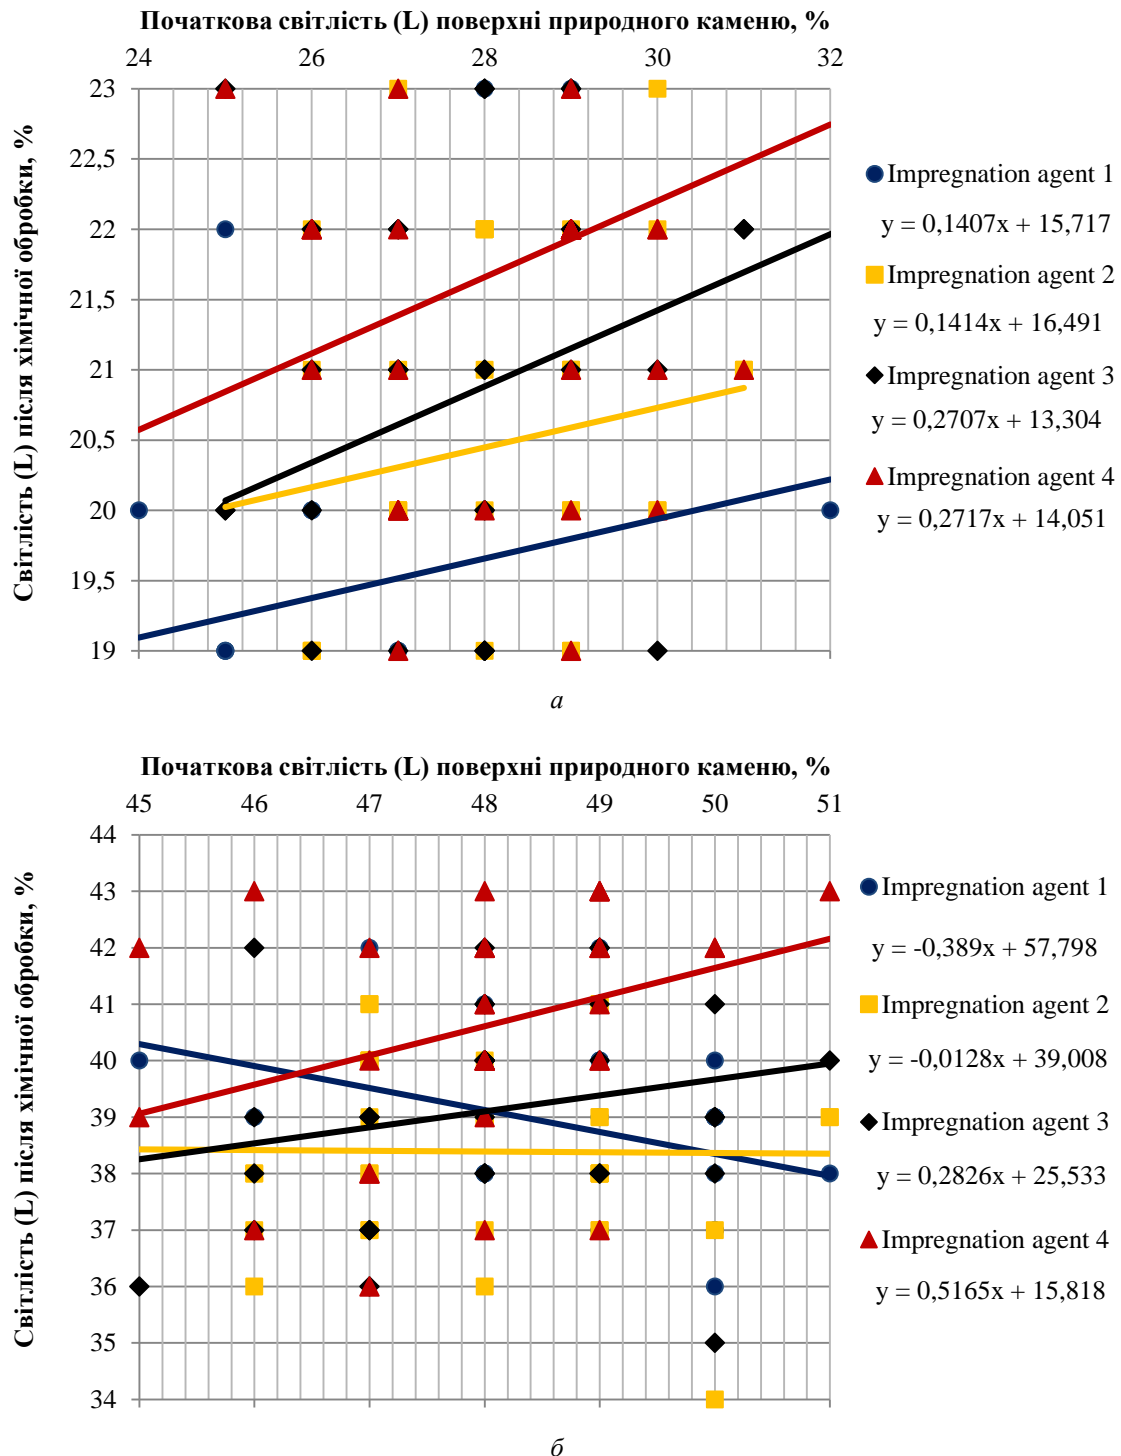 Початкова світлість (L) поверхні природного каменю, %
24 26 28 30 32
Світлість (L) після хімічної обробки, %
23
22,5
22
21,5
21
20,5
20
19,5
19
Impregnation agent 1
y = 0,1407x + 15,717
Impregnation agent 2
y = 0,1414x + 16,491
Impregnation agent 3
y = 0,2707x + 13,304
Impregnation agent 4
y = 0,2717x + 14,051
а
Початкова світлість (L) поверхні природного каменю, %
45 46 47 48 49 50 51
Світлість (L) після хімічної обробки, %
44
43
42
41
40
39
38
37
36
35
34
Impregnation agent 1
y = -0,389x + 57,798
Impregnation agent 2
y = -0,0128x + 39,008
Impregnation agent 3
y = 0,2826x + 25,533
Impregnation agent 4
y = 0,5165x + 15,818
б